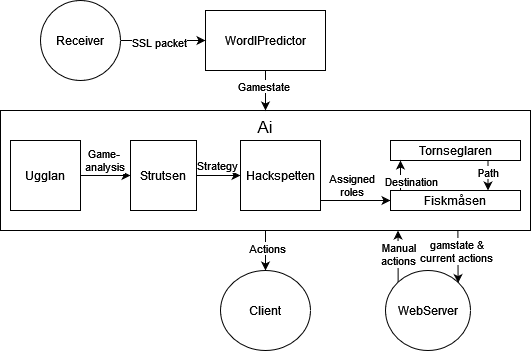 Receiver
SSL packet
WordlPredictor
Gamestate
Ai
Ugglan
Game-
analysis
Strutsen
Strategy
Hackspetten
Assigned
roles
Tornseglaren
Destination
Path
Fiskmåsen
Actions
Manual
actions
gamstate &
current actions
Client
WebServer